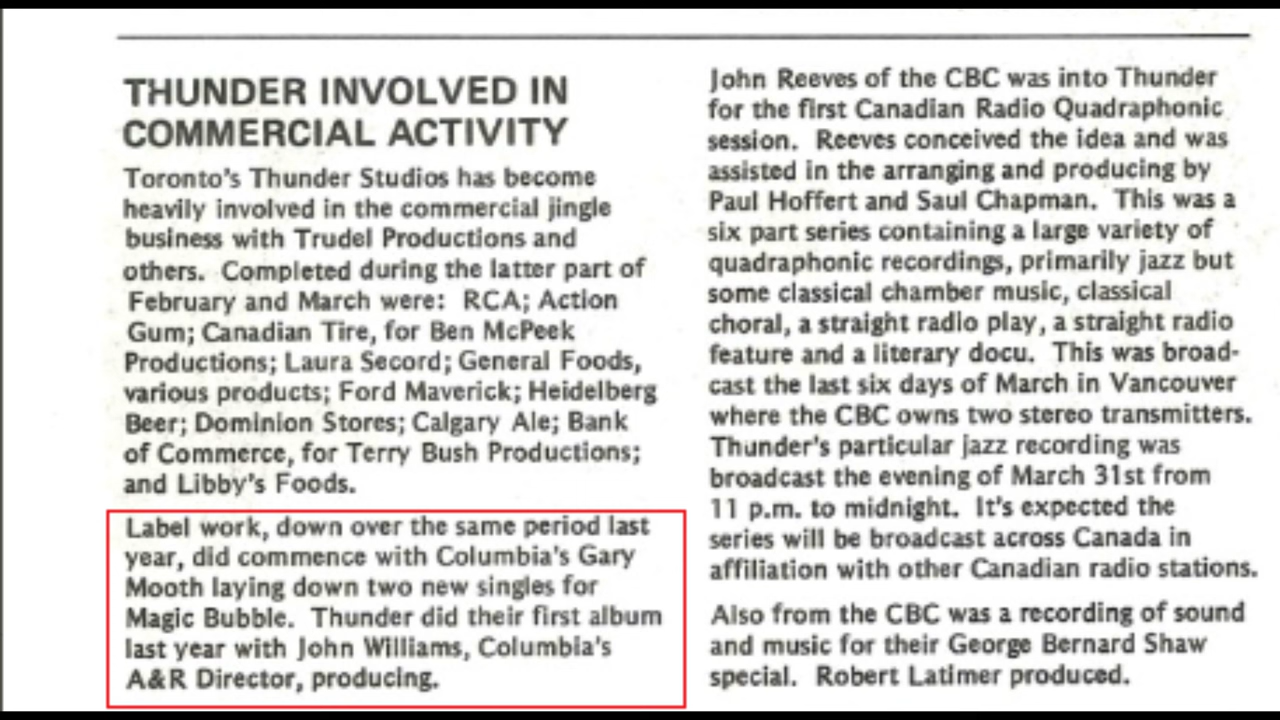 THUNDER INVOLVED IN
COMMERCIAL ACTIVITY
Toronto's Thunder Studios has become
heavily involved in the commercial jingle
business with Trudel Productions and
others. Completed during the latter part of
February and March were: RCA; Action
Gum; Canadian Tire, for Ben McPeek
Productions; Laura Secord; General Foods,
various products; Ford Maverick; Heidelberg
Beer; Dominion Stores; Calgary Ale; Bank
of Commerce, for Terry Bush Productions;
and Libby's Foods.
Label work, down over the same period last
year, did commence with Columbia's Gary
Mooth laying down two new singles for
Magic Bubble. Thunder did their first album
last year with John Williams, Columbia's
A&R Director, producing.
John Reeves of the CBC was into Thunder
for the first Canadian Radio Quadraphonic
session. Reeves conceived the idea and was
assisted in the arranging and producing by
Paul Hoffert and Saul Chapman. This was a
six part series containing a large variety of
quadraphonic recordings, primarily jazz but
some classical chamber music, classical
choral, a straight radio play, a straight radio
feature and a literary docu. This was broad-
cast the last six days of March in Vancouver
where the CBC owns two stereo transmitters.
Thunder's particular jazz recording was
broadcast the evening of March 31st from
11 p.m. to midnight. It's expected the
series will be broadcast across Canada in
affiliation with other Canadian radio stations.
Also from the CBC was a recording of sound
and music for their George Bernard Shaw
special. Robert Latimer produced.